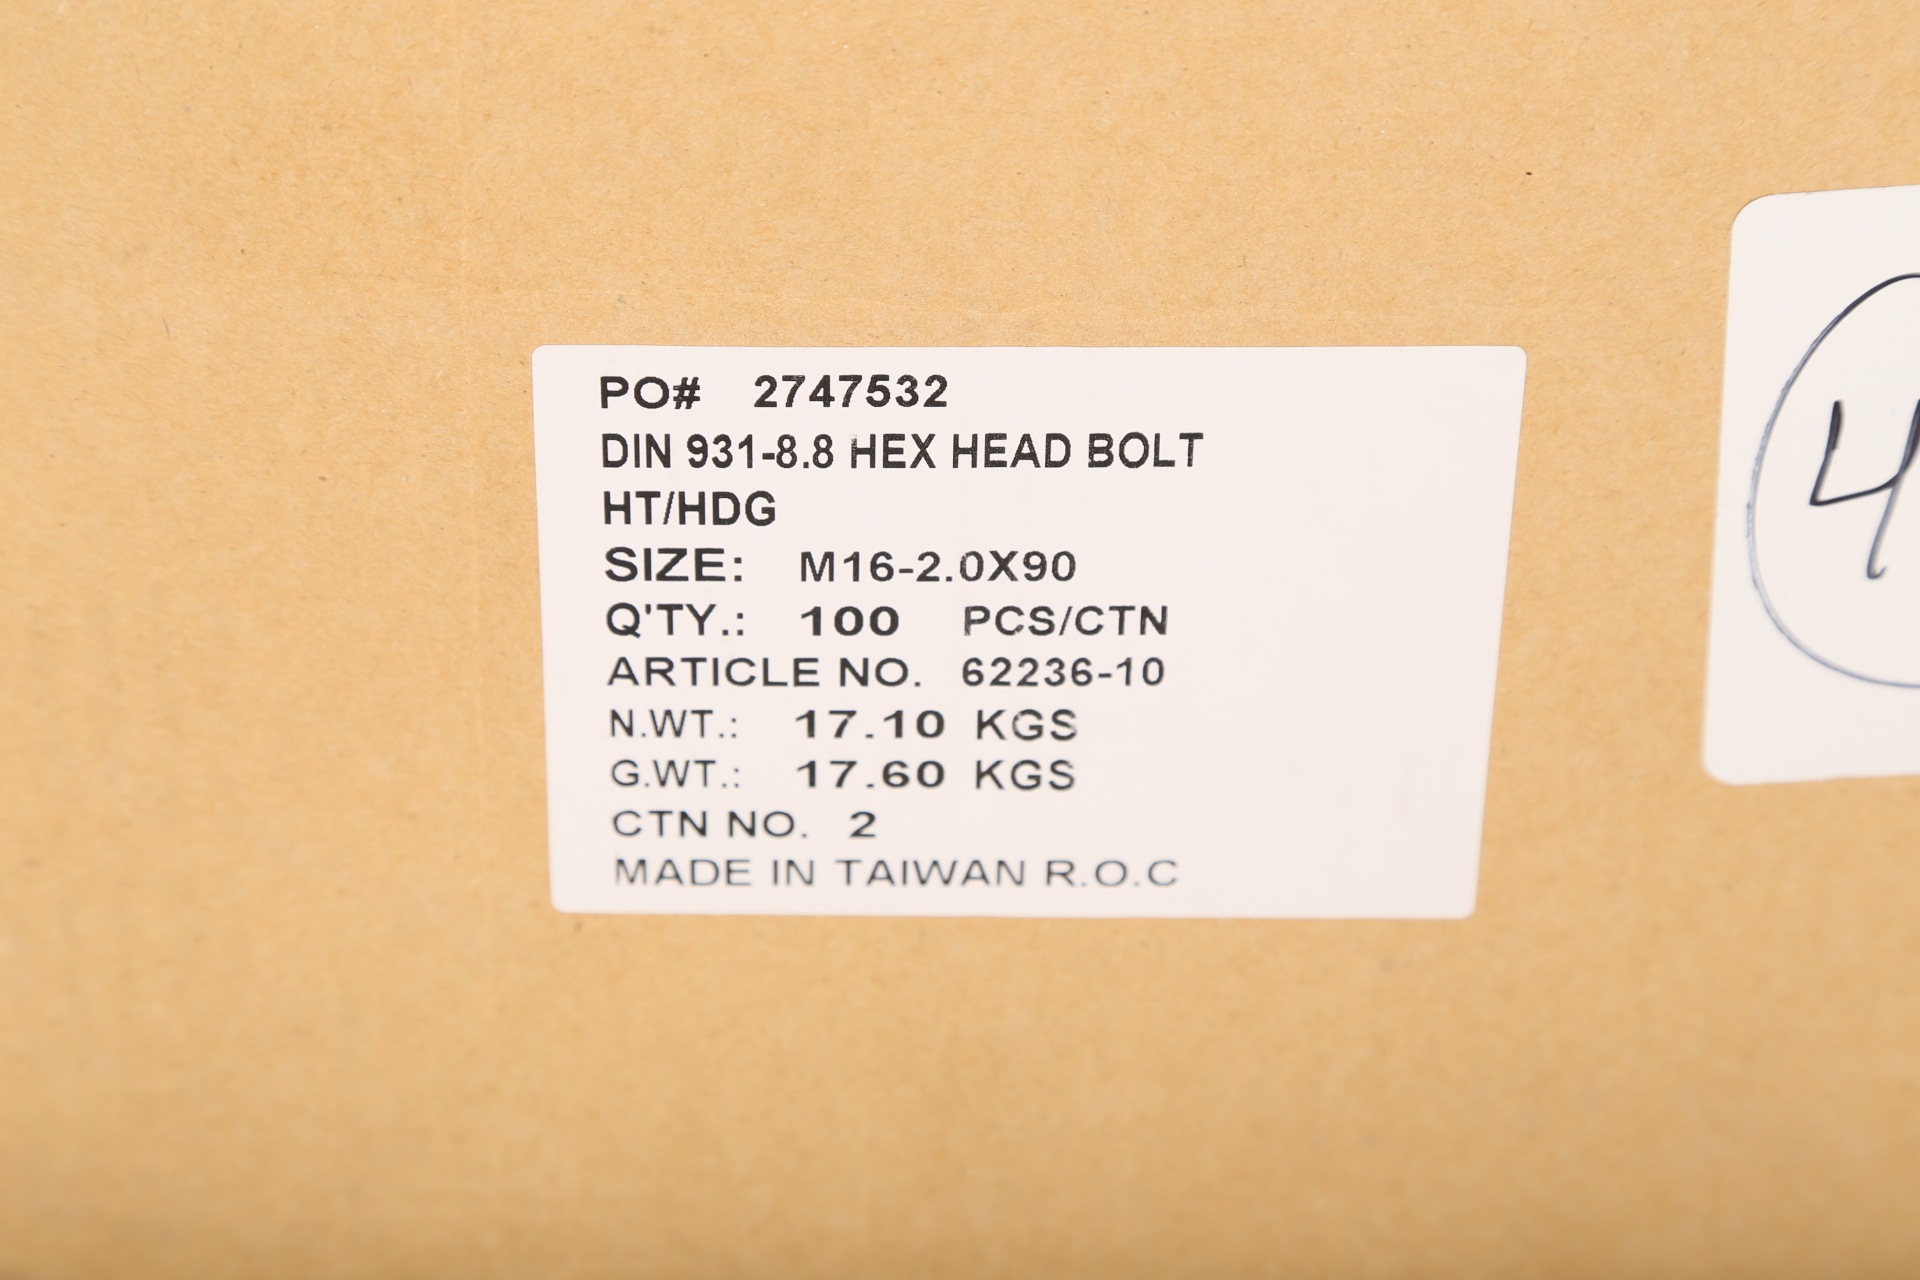 PO# 2747532
DIN 931-8.8 HEX HEAD BOLT
HT/HDG
SIZE: M16-2.0X90
Q'TY.: 100 PCS/CTN
ARTICLE NO. 62236-10
N.WT.: 17.10 KGS
G.WT.: 17.60 KGS
CTN NO. 2
MADE IN TAIWAN R.O.C
4